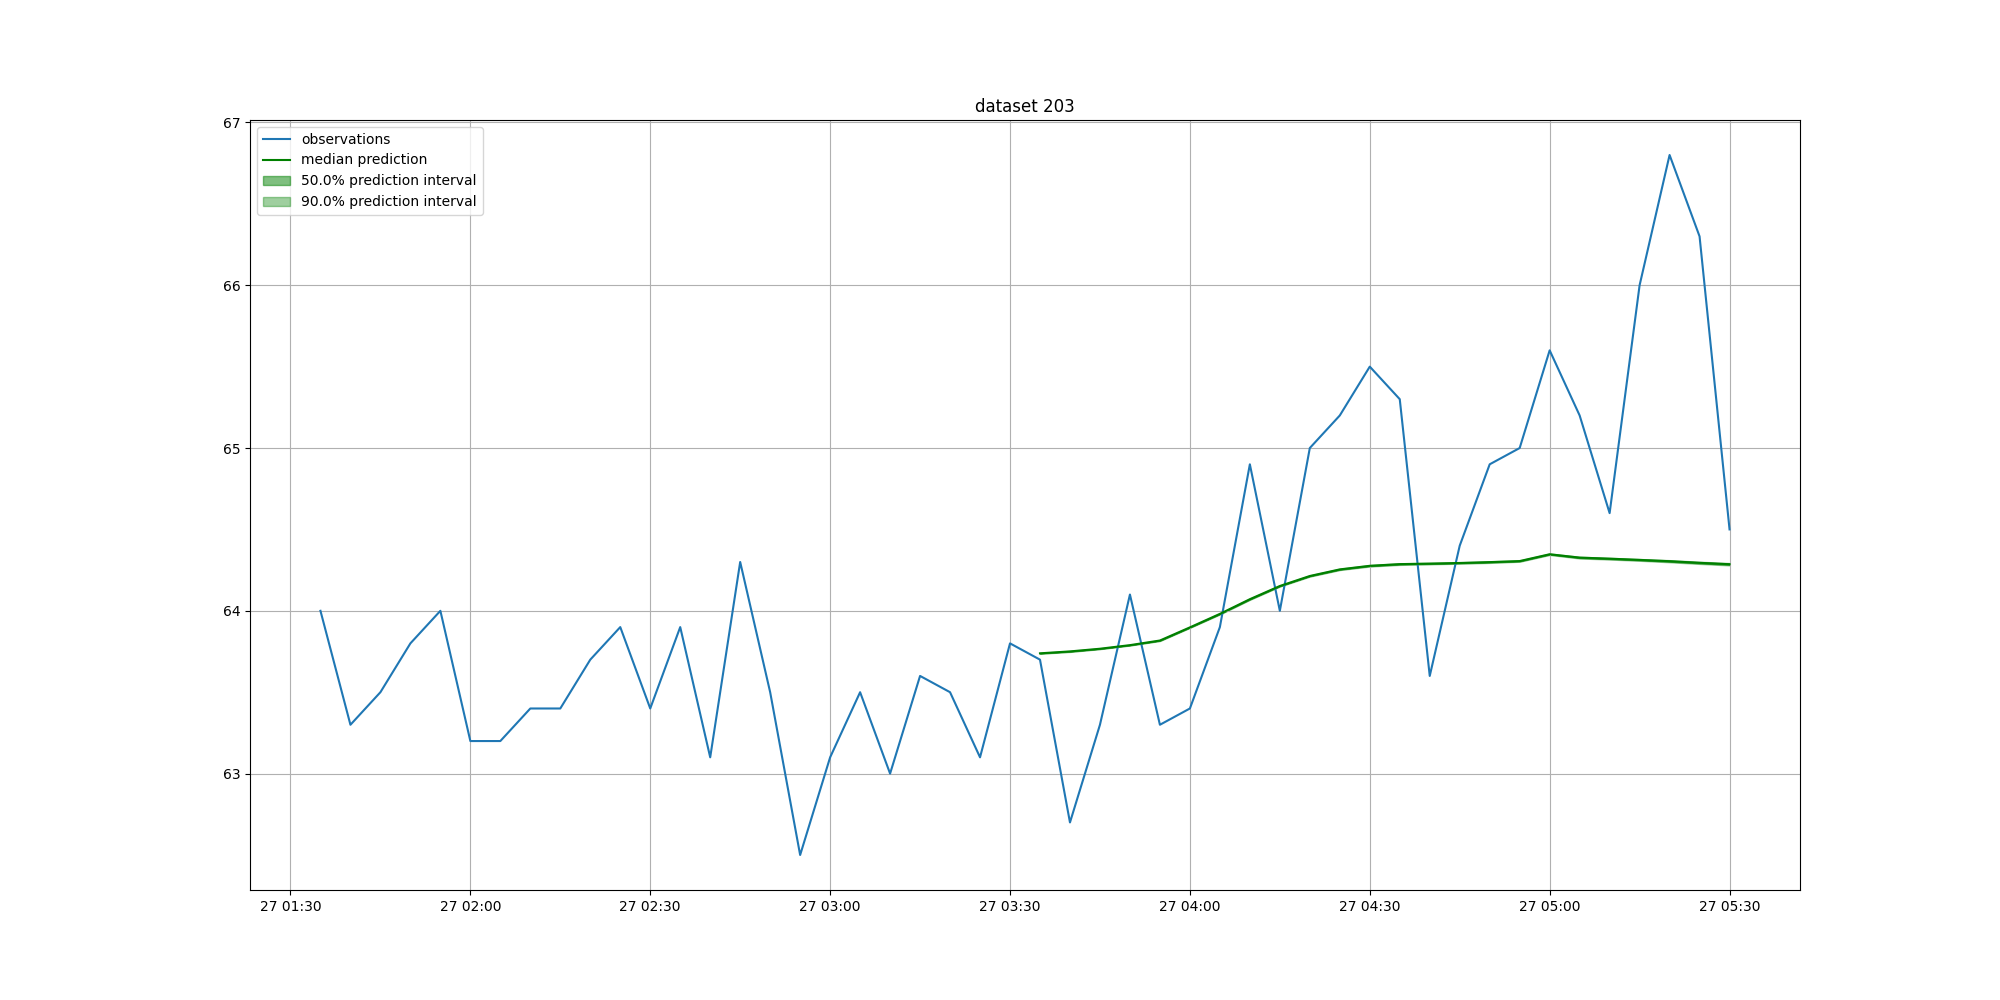 dataset 203
67
observations
median prediction
50.0% prediction interval
90.0% prediction interval
66
65
64
63
27 01:30
27 02:00
27 02:30
27 03:00
27 03:30
27 04:00
27 04:30
27 05:00
27 05:30